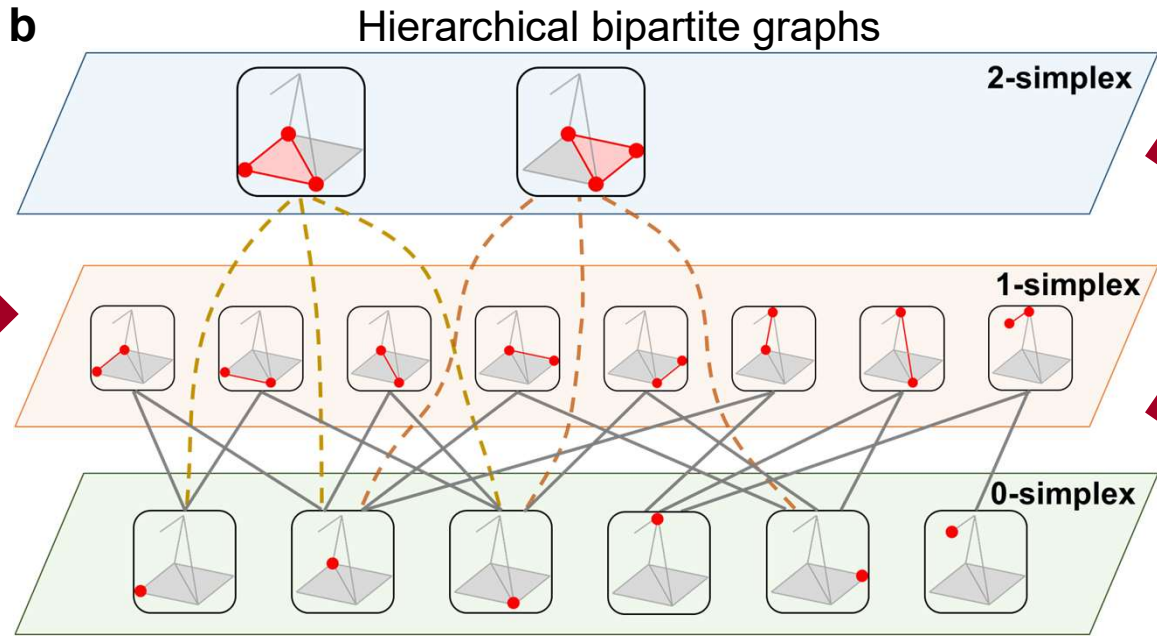 b
Hierarchical bipartite graphs
2-simplex
1-simplex
0-simplex